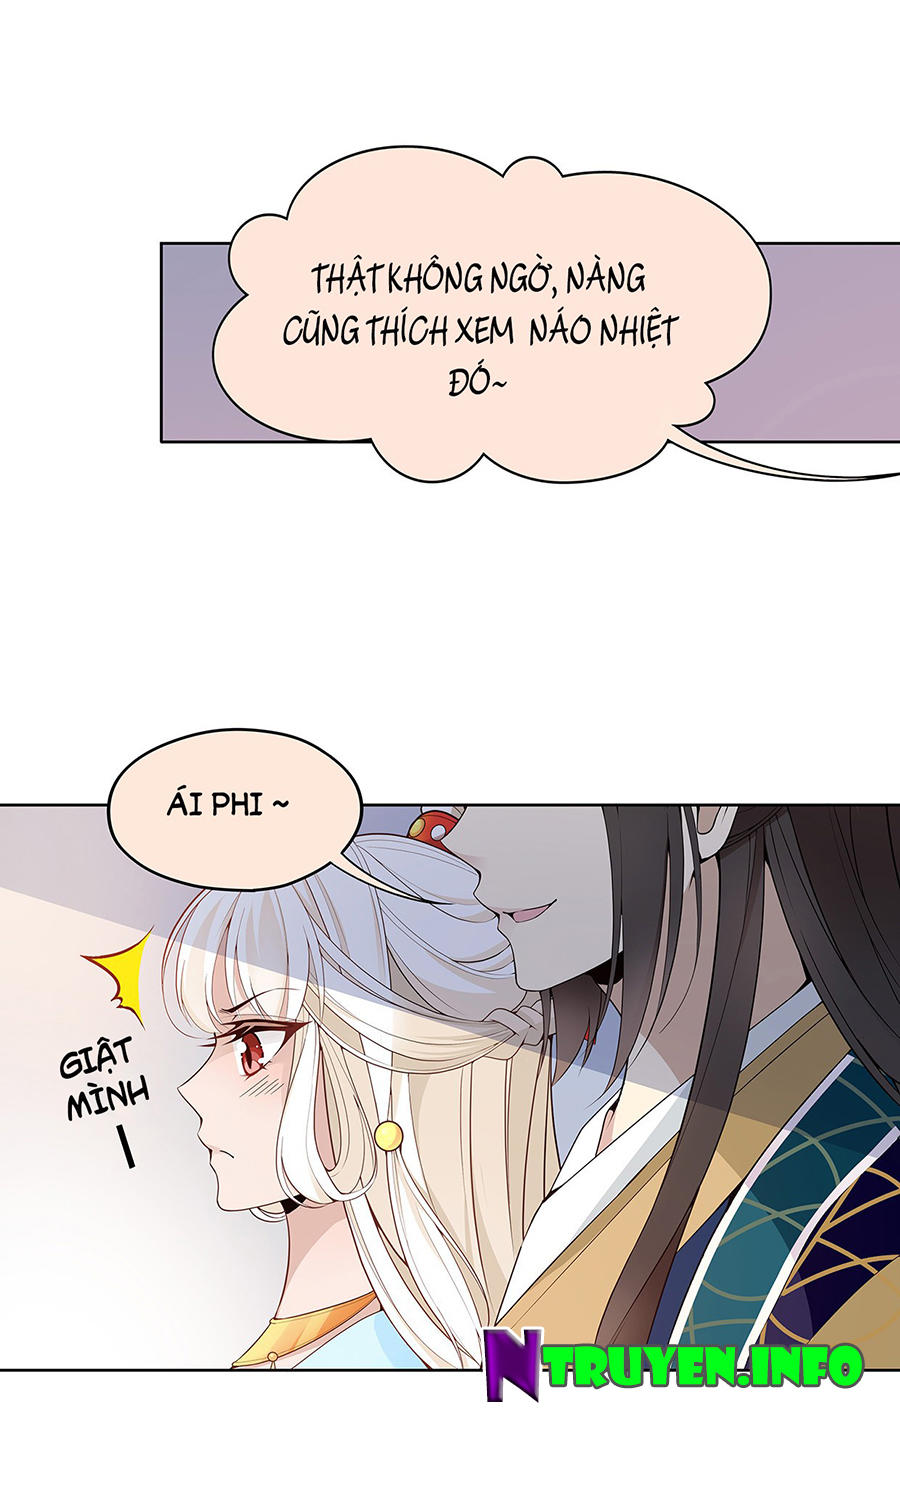 THẬT KHÔNG NGỜ, NÀNG
CŨNG THÍCH XEM NÁO NHIỆT
ĐÓ~
ÁI PHI ~
GIẬT
MÌNH
!
NTRUYEN.INFO